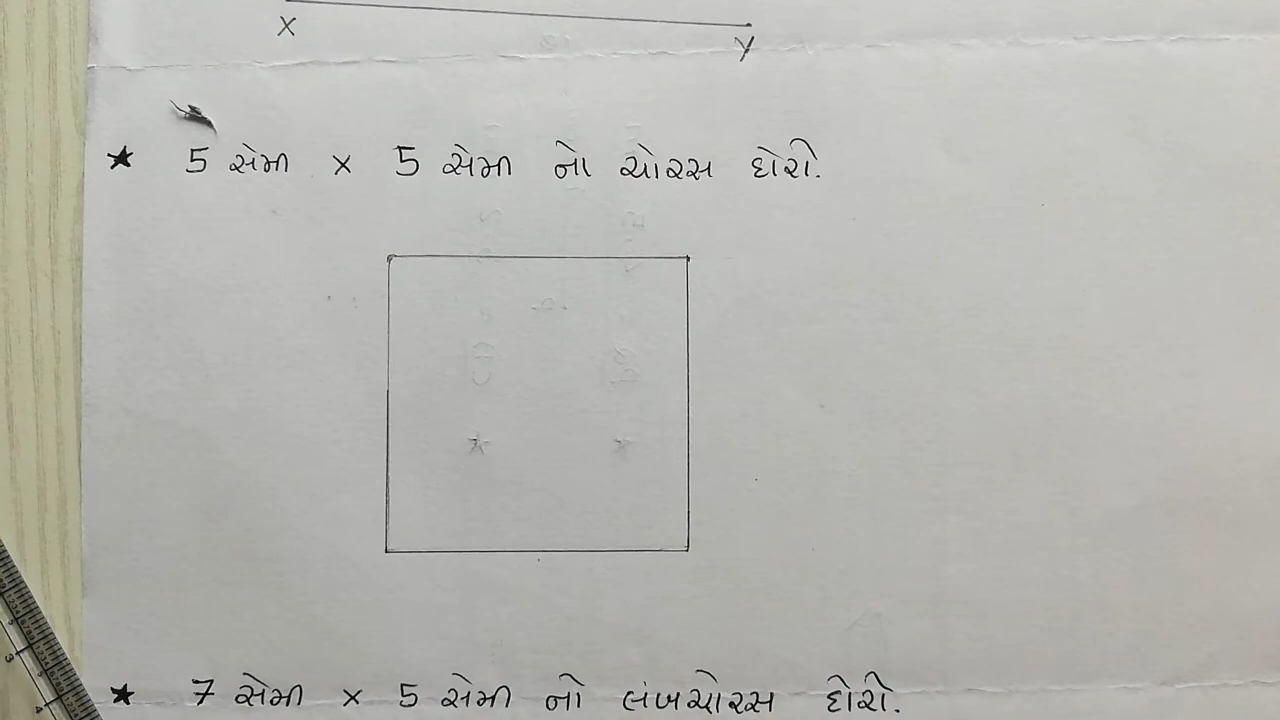 X
Y
★ 5 સેમી × 5 સેમી નો ચોરસ દોરો.
★ 7 સેમી × 5 સેમી નો લંબચોરસ દોરો.